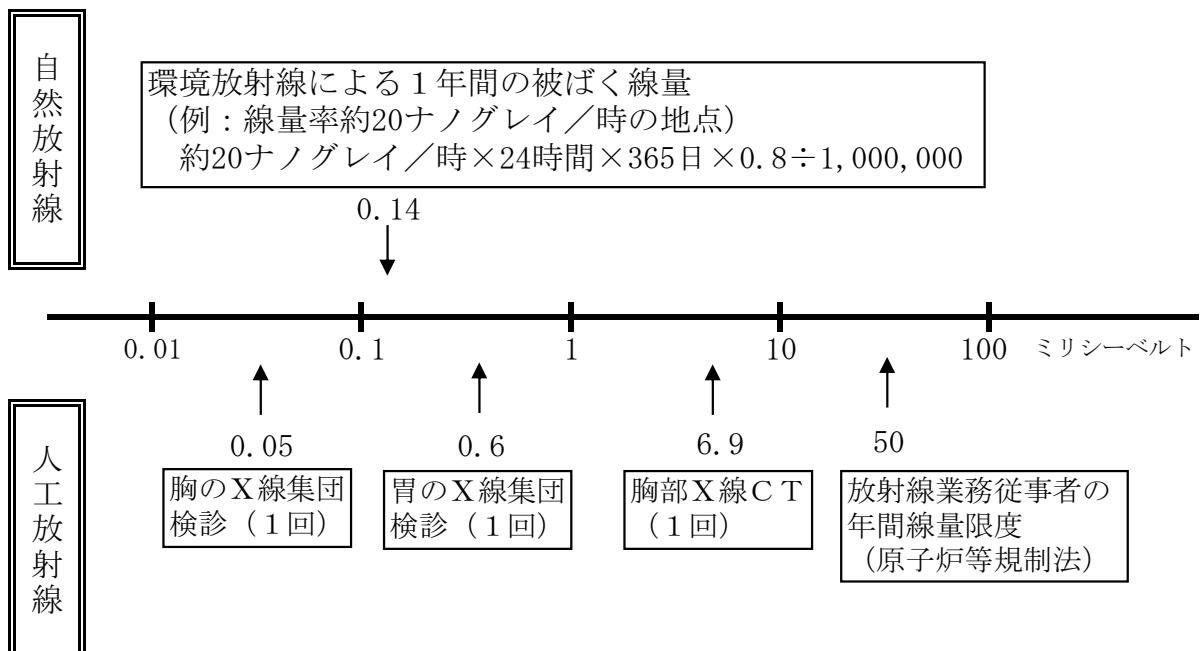 自然放射線
環境放射線による１年間の被ばく線量
（例：線量率約20ナノグレイ／時の地点）
約20ナノグレイ／時×24時間×365日×0.8÷1,000,000
0.14
0.01
0.1
1
10
100
ミリシーベルト
人工放射線
0.05
胸のＸ線集団
検診（１回）
0.6
胃のＸ線集団
検診（１回）
6.9
胸部Ｘ線ＣＴ
（１回）
50
放射線業務従事者の
年間線量限度
（原子炉等規制法）